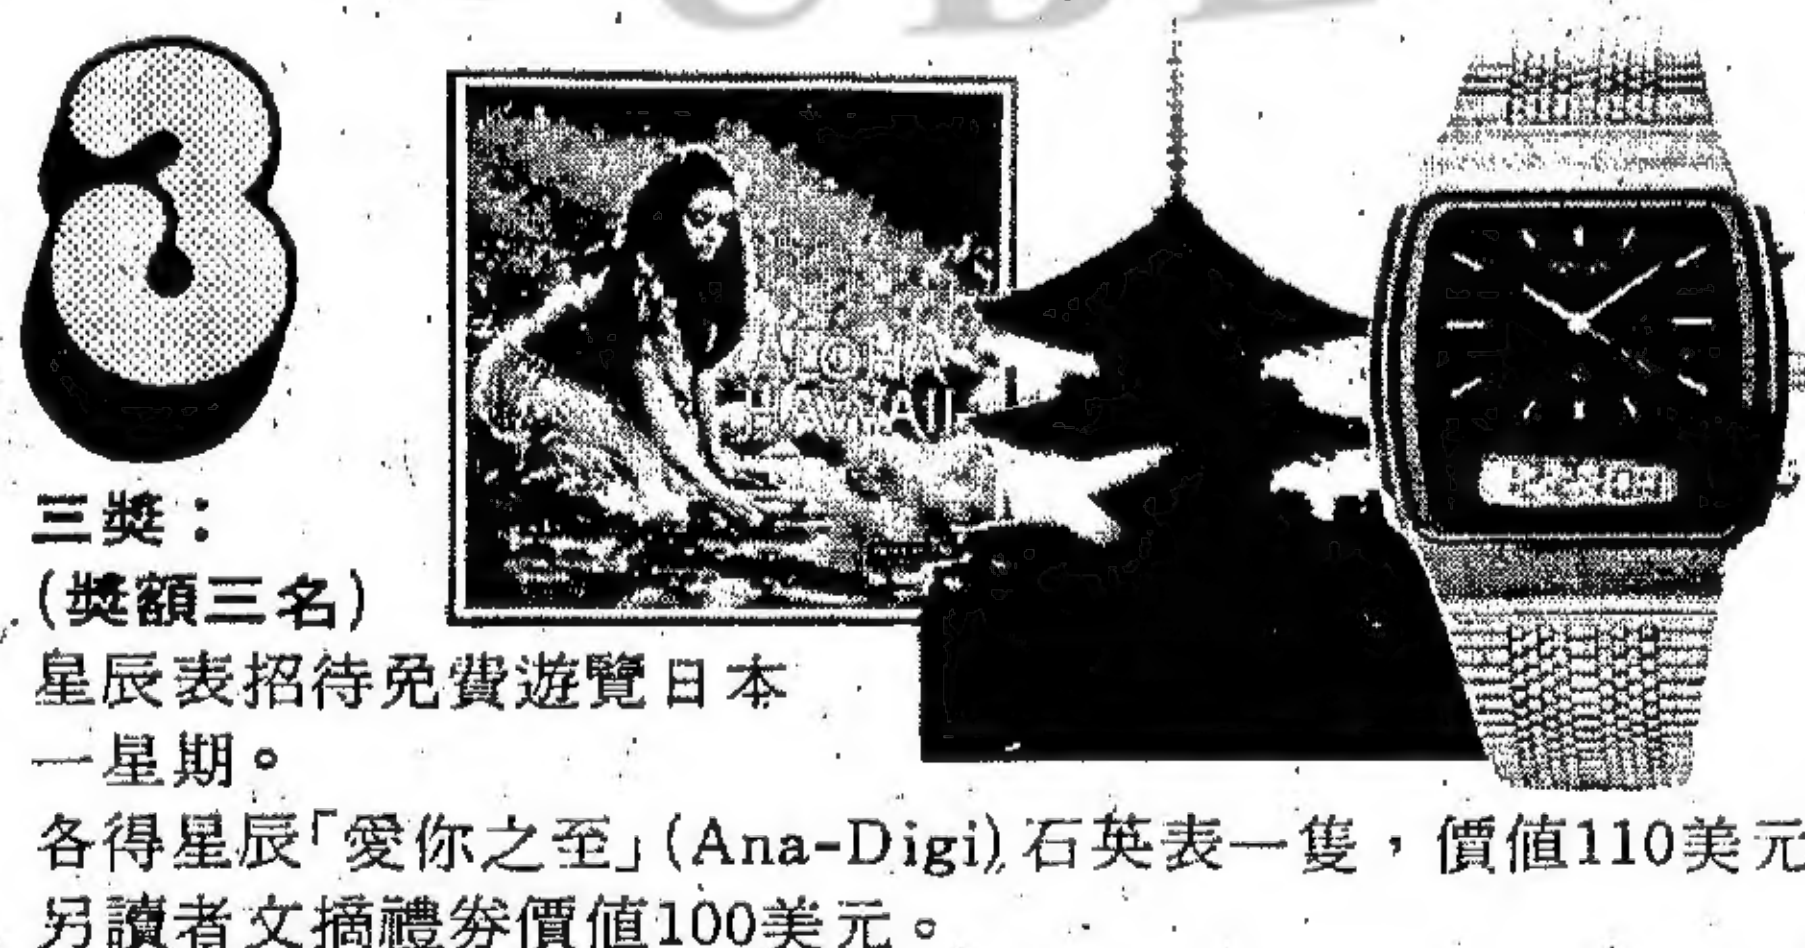 3
ALOHA
HAWAII
三獎：
(獎額三名)
星辰表招待免費遊覽日本
一星期。
各得星辰「愛你之至」(Ana-Digi)石英表一隻，價值110美元
另讀者文摘禮券價值100美元。